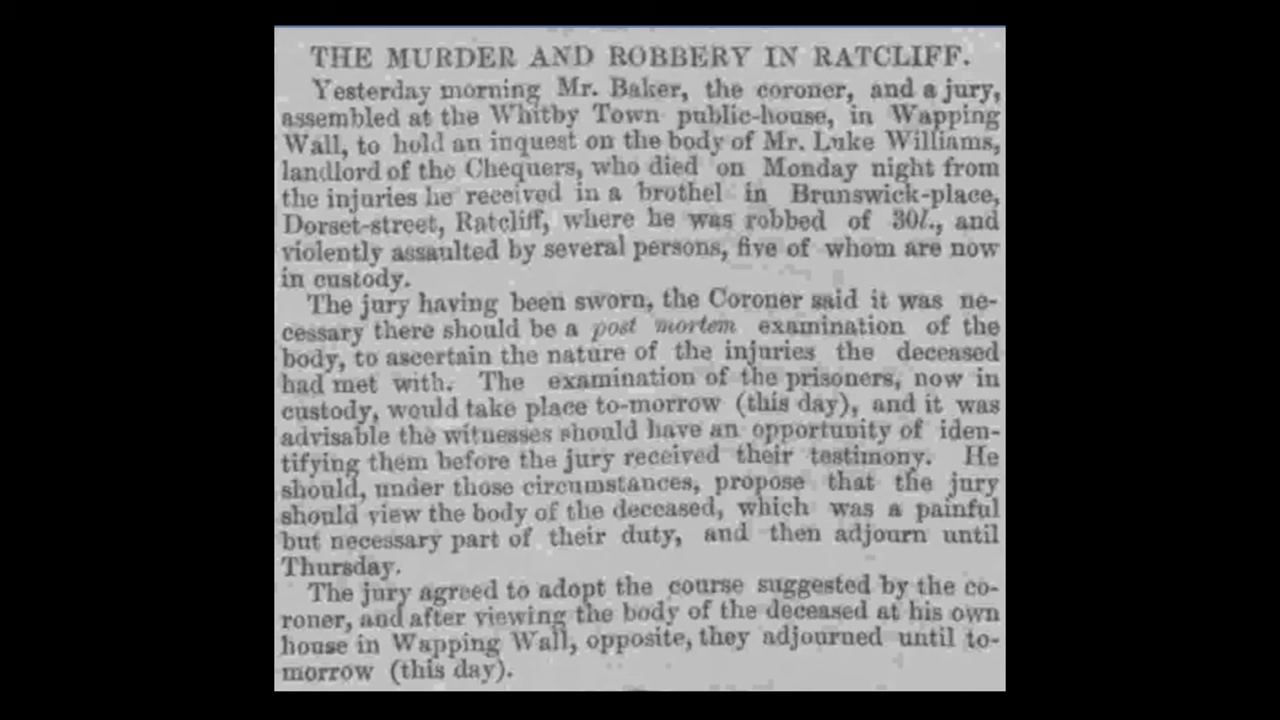 THE MURDER AND ROBBERY IN RATCLIFF.
Yesterday morning Mr. Baker, the coroner, and a jury,
assembled at the Whitby Town public-house, in Wapping
Wall, to hold an inquest on the body of Mr. Luke Williams,
landlord of the Chequers, who died on Monday night from
the injuries he received in a brothel in Brunswick-place,
Dorset-street, Ratcliff, where he was robbed of 30l., and
violently assaulted by several persons, five of whom are now
in custody.
The jury having been sworn, the Coroner said it was ne-
cessary there should be a post mortem examination of the
body, to ascertain the nature of the injuries the deceased
had met with. The examination of the prisoners, now in
custody, would take place to-morrow (this day), and it was
advisable the witnesses should have an opportunity of iden-
tifying them before the jury received their testimony. He
should, under those circumstances, propose that the jury
should view the body of the deceased, which was a painful
but necessary part of their duty, and then adjourn until
Thursday.
The jury agreed to adopt the course suggested by the co-
roner, and after viewing the body of the deceased at his own
house in Wapping Wall, opposite, they adjourned until to-
morrow (this day).